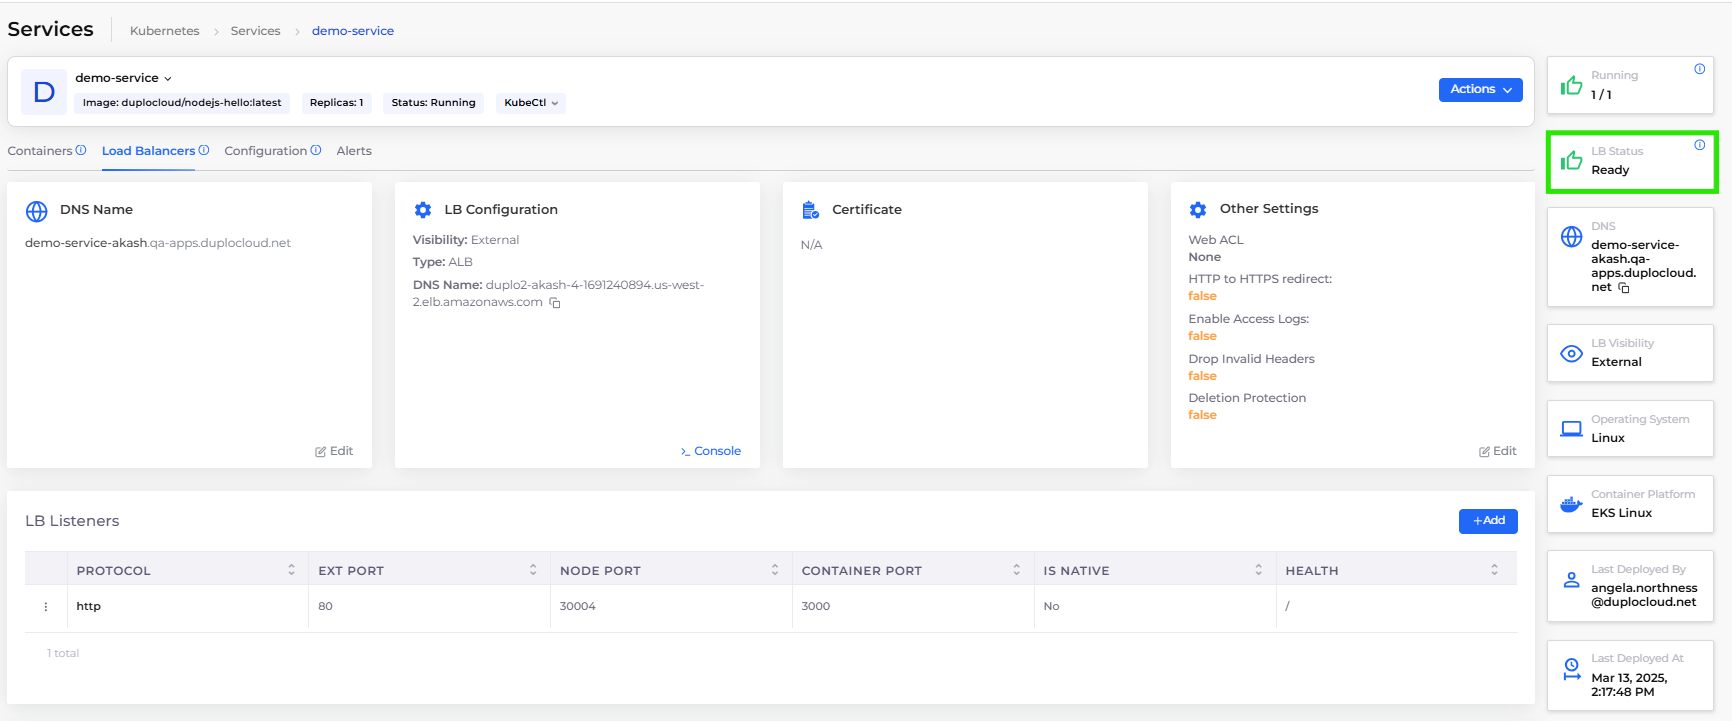 Services
Kubernetes > Services > demo-service
D
demo-service
Image: duplocloud/nodejs-hello:latest
Replicas: 1
Status: Running
KubeCtl
Actions
Containers
Load Balancers
Configuration
Alerts
DNS Name
demo-service-akash.qa-apps.duplocloud.net
Edit
LB Configuration
Visibility: External
Type: ALB
DNS Name: duplo2-akash-4-1691240894.us-west-
2.elb.amazonaws.com
Console
Certificate
N/A
Other Settings
Web ACL
None
HTTP to HTTPS redirect:
false
Enable Access Logs:
false
Drop Invalid Headers
false
Deletion Protection
false
Edit
LB Listeners
+Add
PROTOCOL
EXT PORT
NODE PORT
CONTAINER PORT
IS NATIVE
HEALTH
http
80
30004
3000
No
/
1 total
Running
1 / 1
LB Status
Ready
DNS
demo-service-
akash.qa-
apps.duplocloud.
net
LB Visibility
External
Operating System
Linux
Container Platform
EKS Linux
Last Deployed By
angela.northness
@duplocloud.net
Last Deployed At
Mar 13, 2025,
2:17:48 PM